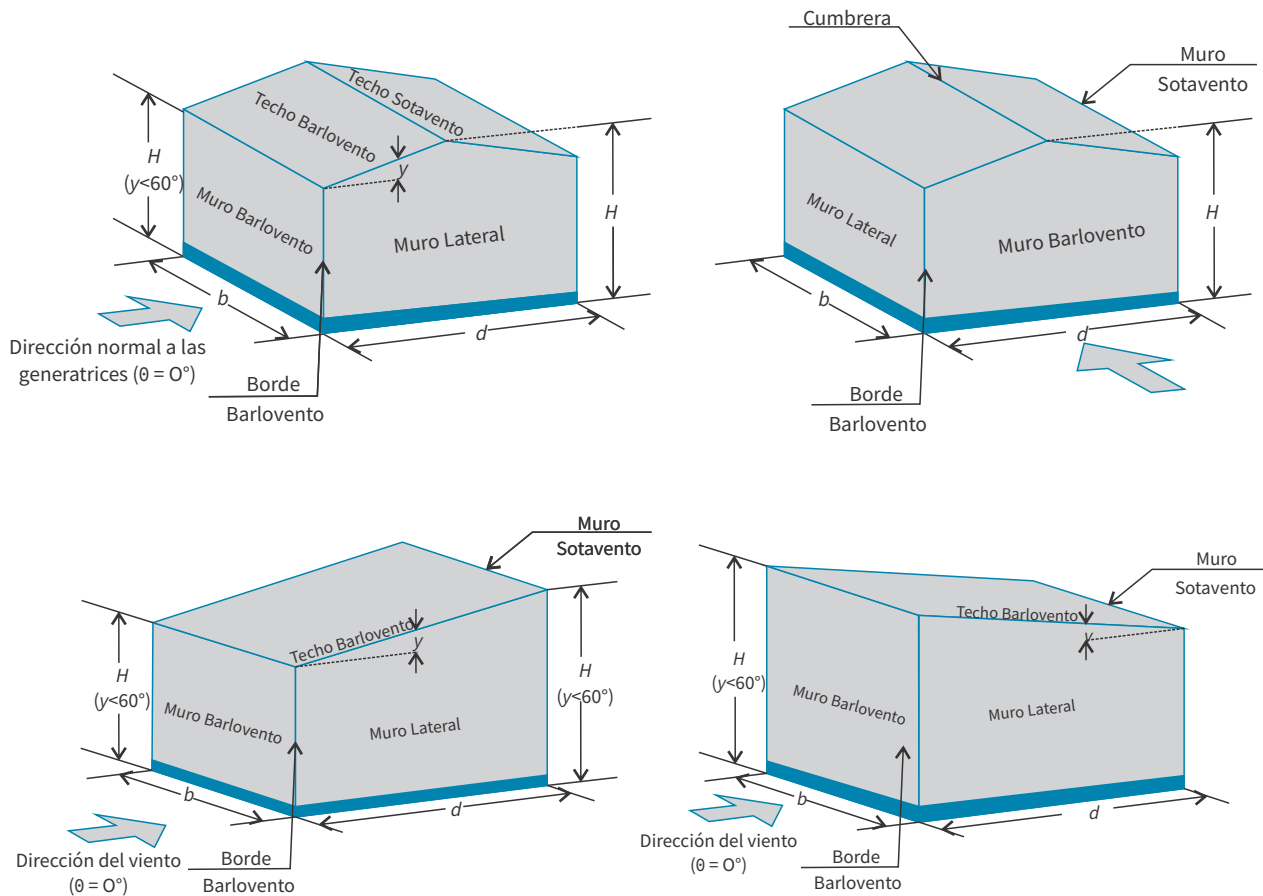 Techo Sotavento
Techo Barlovento
y
H
(y<60°)
H
Muro Barlovento
Muro Lateral
b
d
Dirección normal a las
generatrices (θ = O°)
Borde
Barlovento
Cumbrera
Muro
Sotavento
H
Muro Lateral
Muro Barlovento
b
d
Borde
Barlovento
Muro
Sotavento
Techo Barlovento
y
H
(y<60°)
H
(y<60°)
Muro Barlovento
Muro Lateral
b
d
Dirección del viento
(θ = O°)
Borde
Barlovento
Muro
Sotavento
Techo Barlovento
y
H
(y<60°)
Muro Barlovento
Muro Lateral
b
d
Dirección del viento
(θ = O°)
Borde
Barlovento